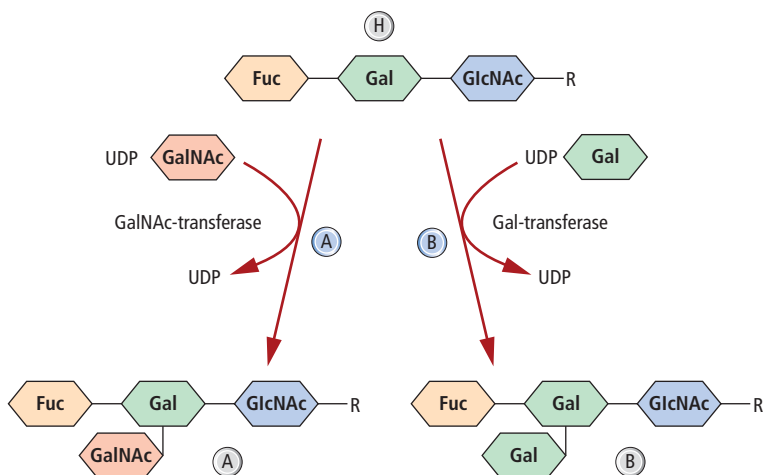 H
Fuc Gal GlcNAc R
UDP GalNAc UDP Gal
GalNAc-transferase Gal-transferase
A B
UDP UDP
Fuc Gal GlcNAc R Fuc Gal GlcNAc R
GalNAc A Gal B